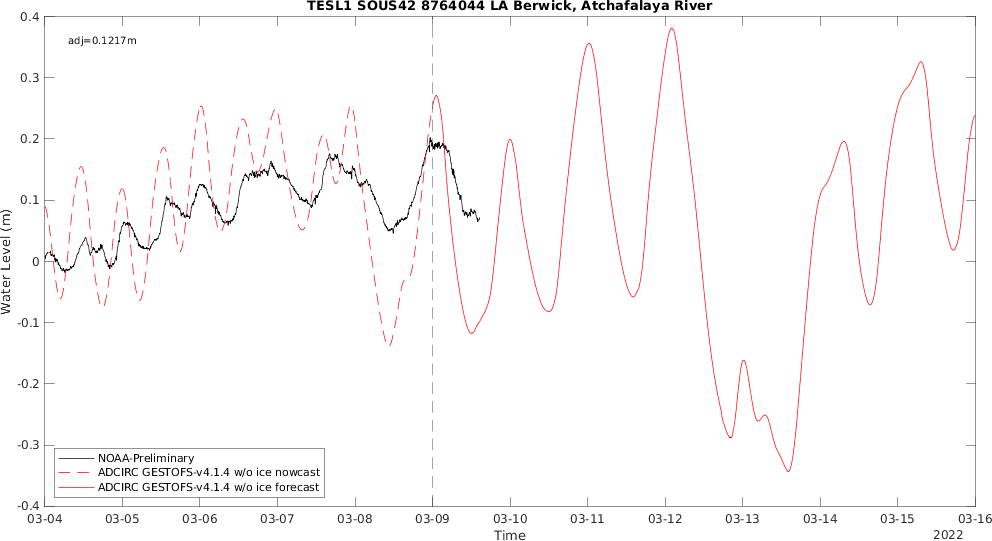 TESL1 SOUS42 8764044 LA Berwick, Atchafalaya River
adj=0.1217m
0.4
0.3
0.2
0.1
0
-0.1
-0.2
-0.3
-0.4
Water Level (m)
NOAA-Preliminary
ADCIRC GESTOFS-v4.1.4 w/o ice nowcast
ADCIRC GESTOFS-v4.1.4 w/o ice forecast
03-04 03-05 03-06 03-07 03-08 03-09 03-10 03-11 03-12 03-13 03-14 03-15 03-16
Time
2022